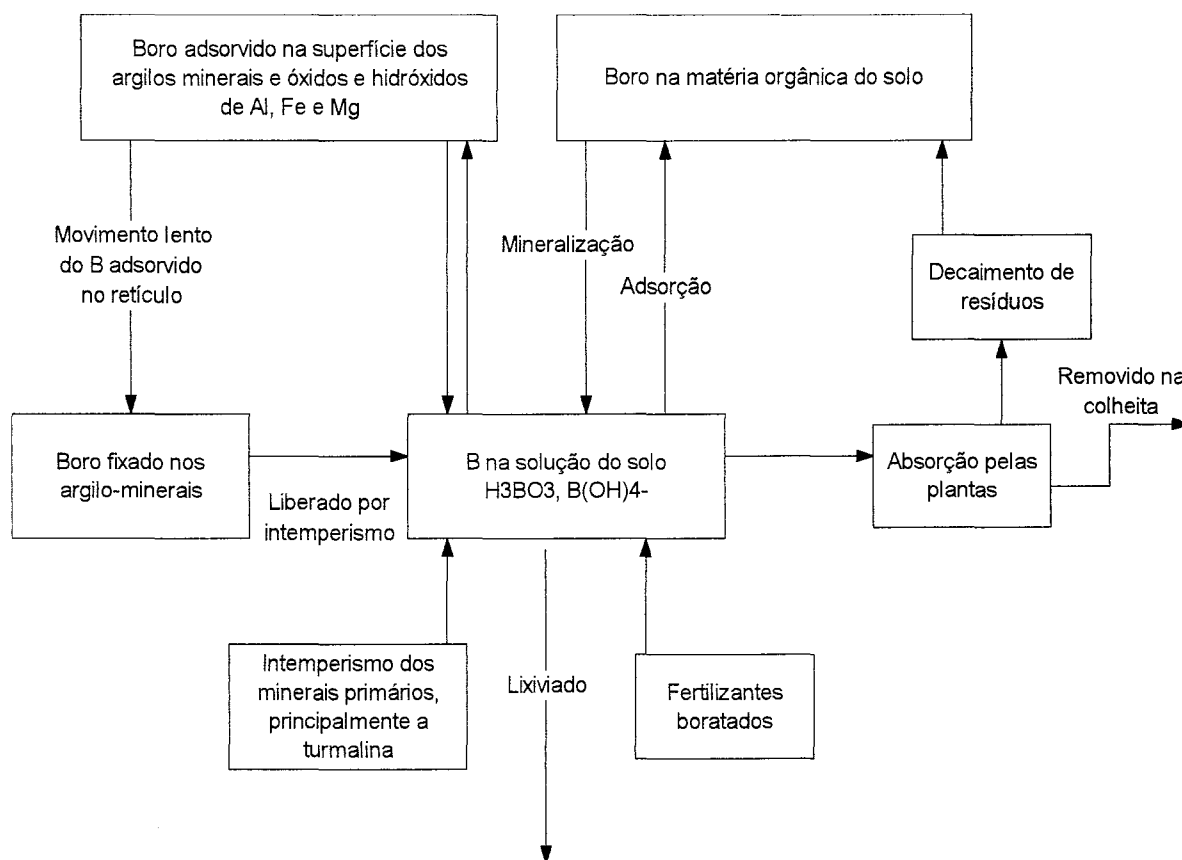 Boro adsorvido na superfície dos
argilos minerais e óxidos e hidróxidos
de Al, Fe e Mg
Boro na matéria orgânica do solo
Movimento lento
do B adsorvido
no retículo
Mineralização
Adsorção
Decaimento de
resíduos
Removido na
colheita
Boro fixado nos
argilo-minerais
Liberado por
intemperismo
B na solução do solo
H3BO3, B(OH)4-
Absorção pelas
plantas
Intemperismo dos
minerais primários,
principalmente a
turmalina
Lixiviado
Fertilizantes
boratados